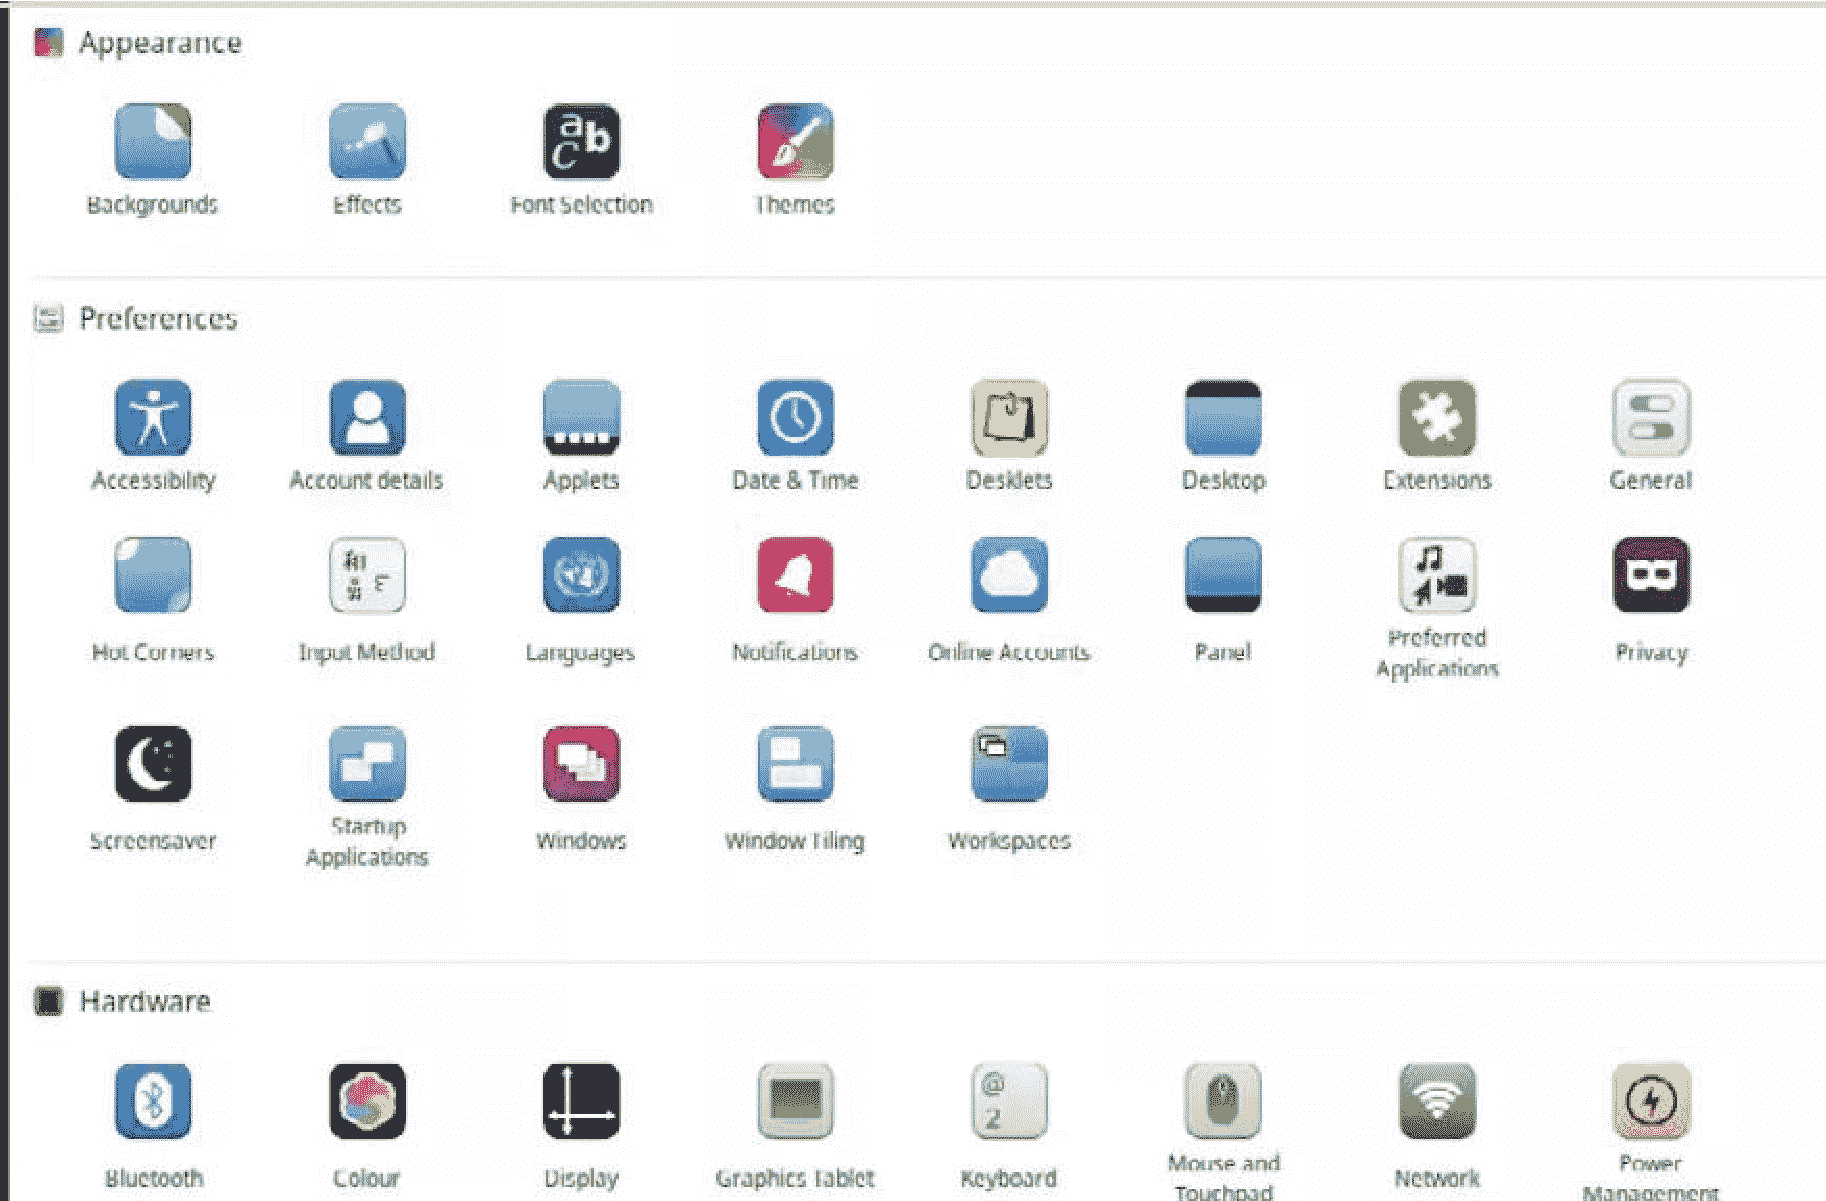 Appearance
Backgrounds Effects Font Selection Themes
Preferences
Accessibility Account details Applets Date & Time Desklets Desktop Extensions General
Hot Corners Input Method Languages Notifications Online Accounts Panel Preferred Applications Privacy
Screensaver Startup Applications Windows Window Tiling Workspaces
Hardware
Bluetooth Colour Display Graphics Tablet Keyboard Mouse and Touchpad Network Power Management